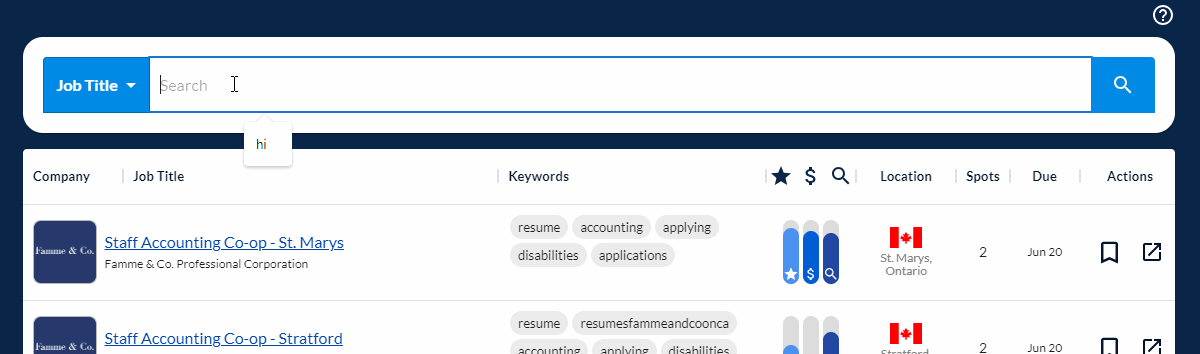 Job Title
Search
hi
Company
Job Title
Keywords
$
Location
Spots
Due
Actions
Famme & Co.
Staff Accounting Co-op - St. Marys
Famme & Co. Professional Corporation
resume accounting applying
disabilities applications
$
St. Marys,
Ontario
2
Jun 20
Famme & Co.
Staff Accounting Co-op - Stratford
resume resumesfammeandcoonca
accounting applying disabilities
Stratford
2
Jun 20